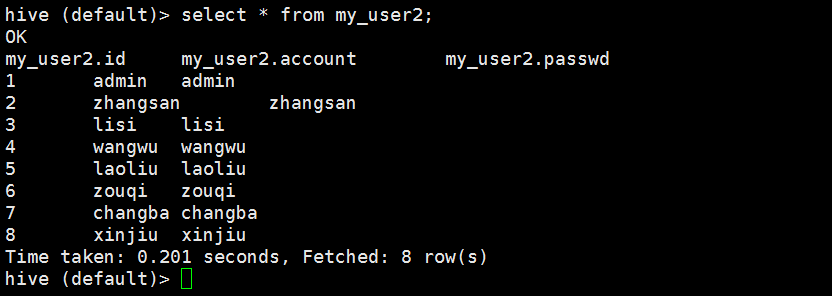 hive (default)> select * from my_user2;
OK
my_user2.id	my_user2.account	my_user2.passwd
1	admin	admin
2	zhangsan	zhangsan
3	lisi	lisi
4	wangwu	wangwu
5	laoliu	laoliu
6	zouqi	zouqi
7	changba	changba
8	xinjiu	xinjiu
Time taken: 0.201 seconds, Fetched: 8 row(s)
hive (default)>